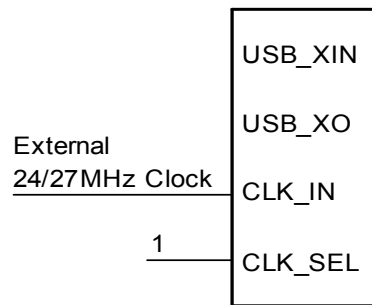 USB_XIN
USB_XO
External
24/27MHz Clock
CLK_IN
1
CLK_SEL